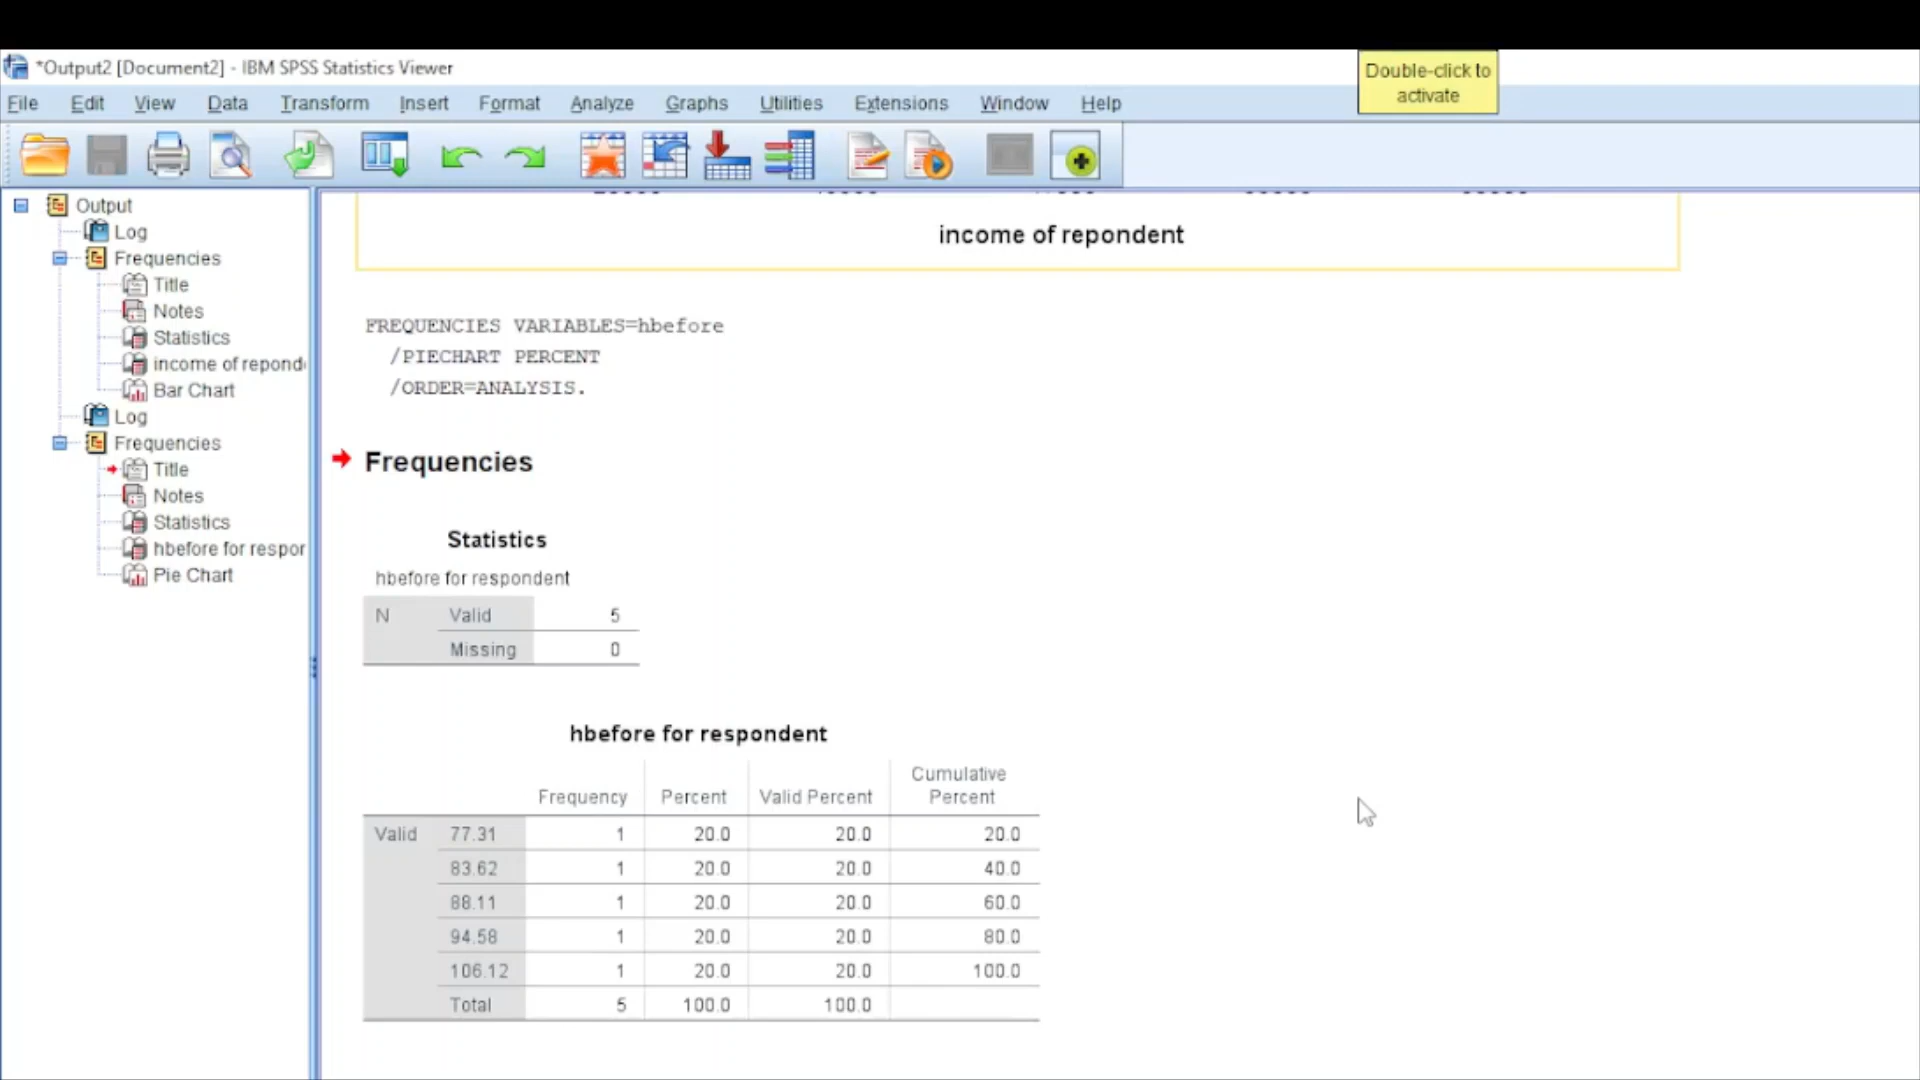 *Output2 [Document2] - IBM SPSS Statistics Viewer
Double-click to
activate
File Edit View Data Transform Insert Format Analyze Graphs Utilities Extensions Window Help
Output
Log
Frequencies
Title
Notes
Statistics
income of repond
Bar Chart
Log
Frequencies
Title
Notes
Statistics
hbefore for respor
Pie Chart
income of repondent
FREQUENCIES VARIABLES=hbefore
/PIECHART PERCENT
/ORDER=ANALYSIS.
Frequencies
Statistics
hbefore for respondent
N Valid 5
Missing 0
hbefore for respondent
Frequency Percent Valid Percent Cumulative Percent
Valid 77.31 1 20.0 20.0 20.0
83.62 1 20.0 20.0 40.0
88.11 1 20.0 20.0 60.0
94.58 1 20.0 20.0 80.0
106.12 1 20.0 20.0 100.0
Total 5 100.0 100.0